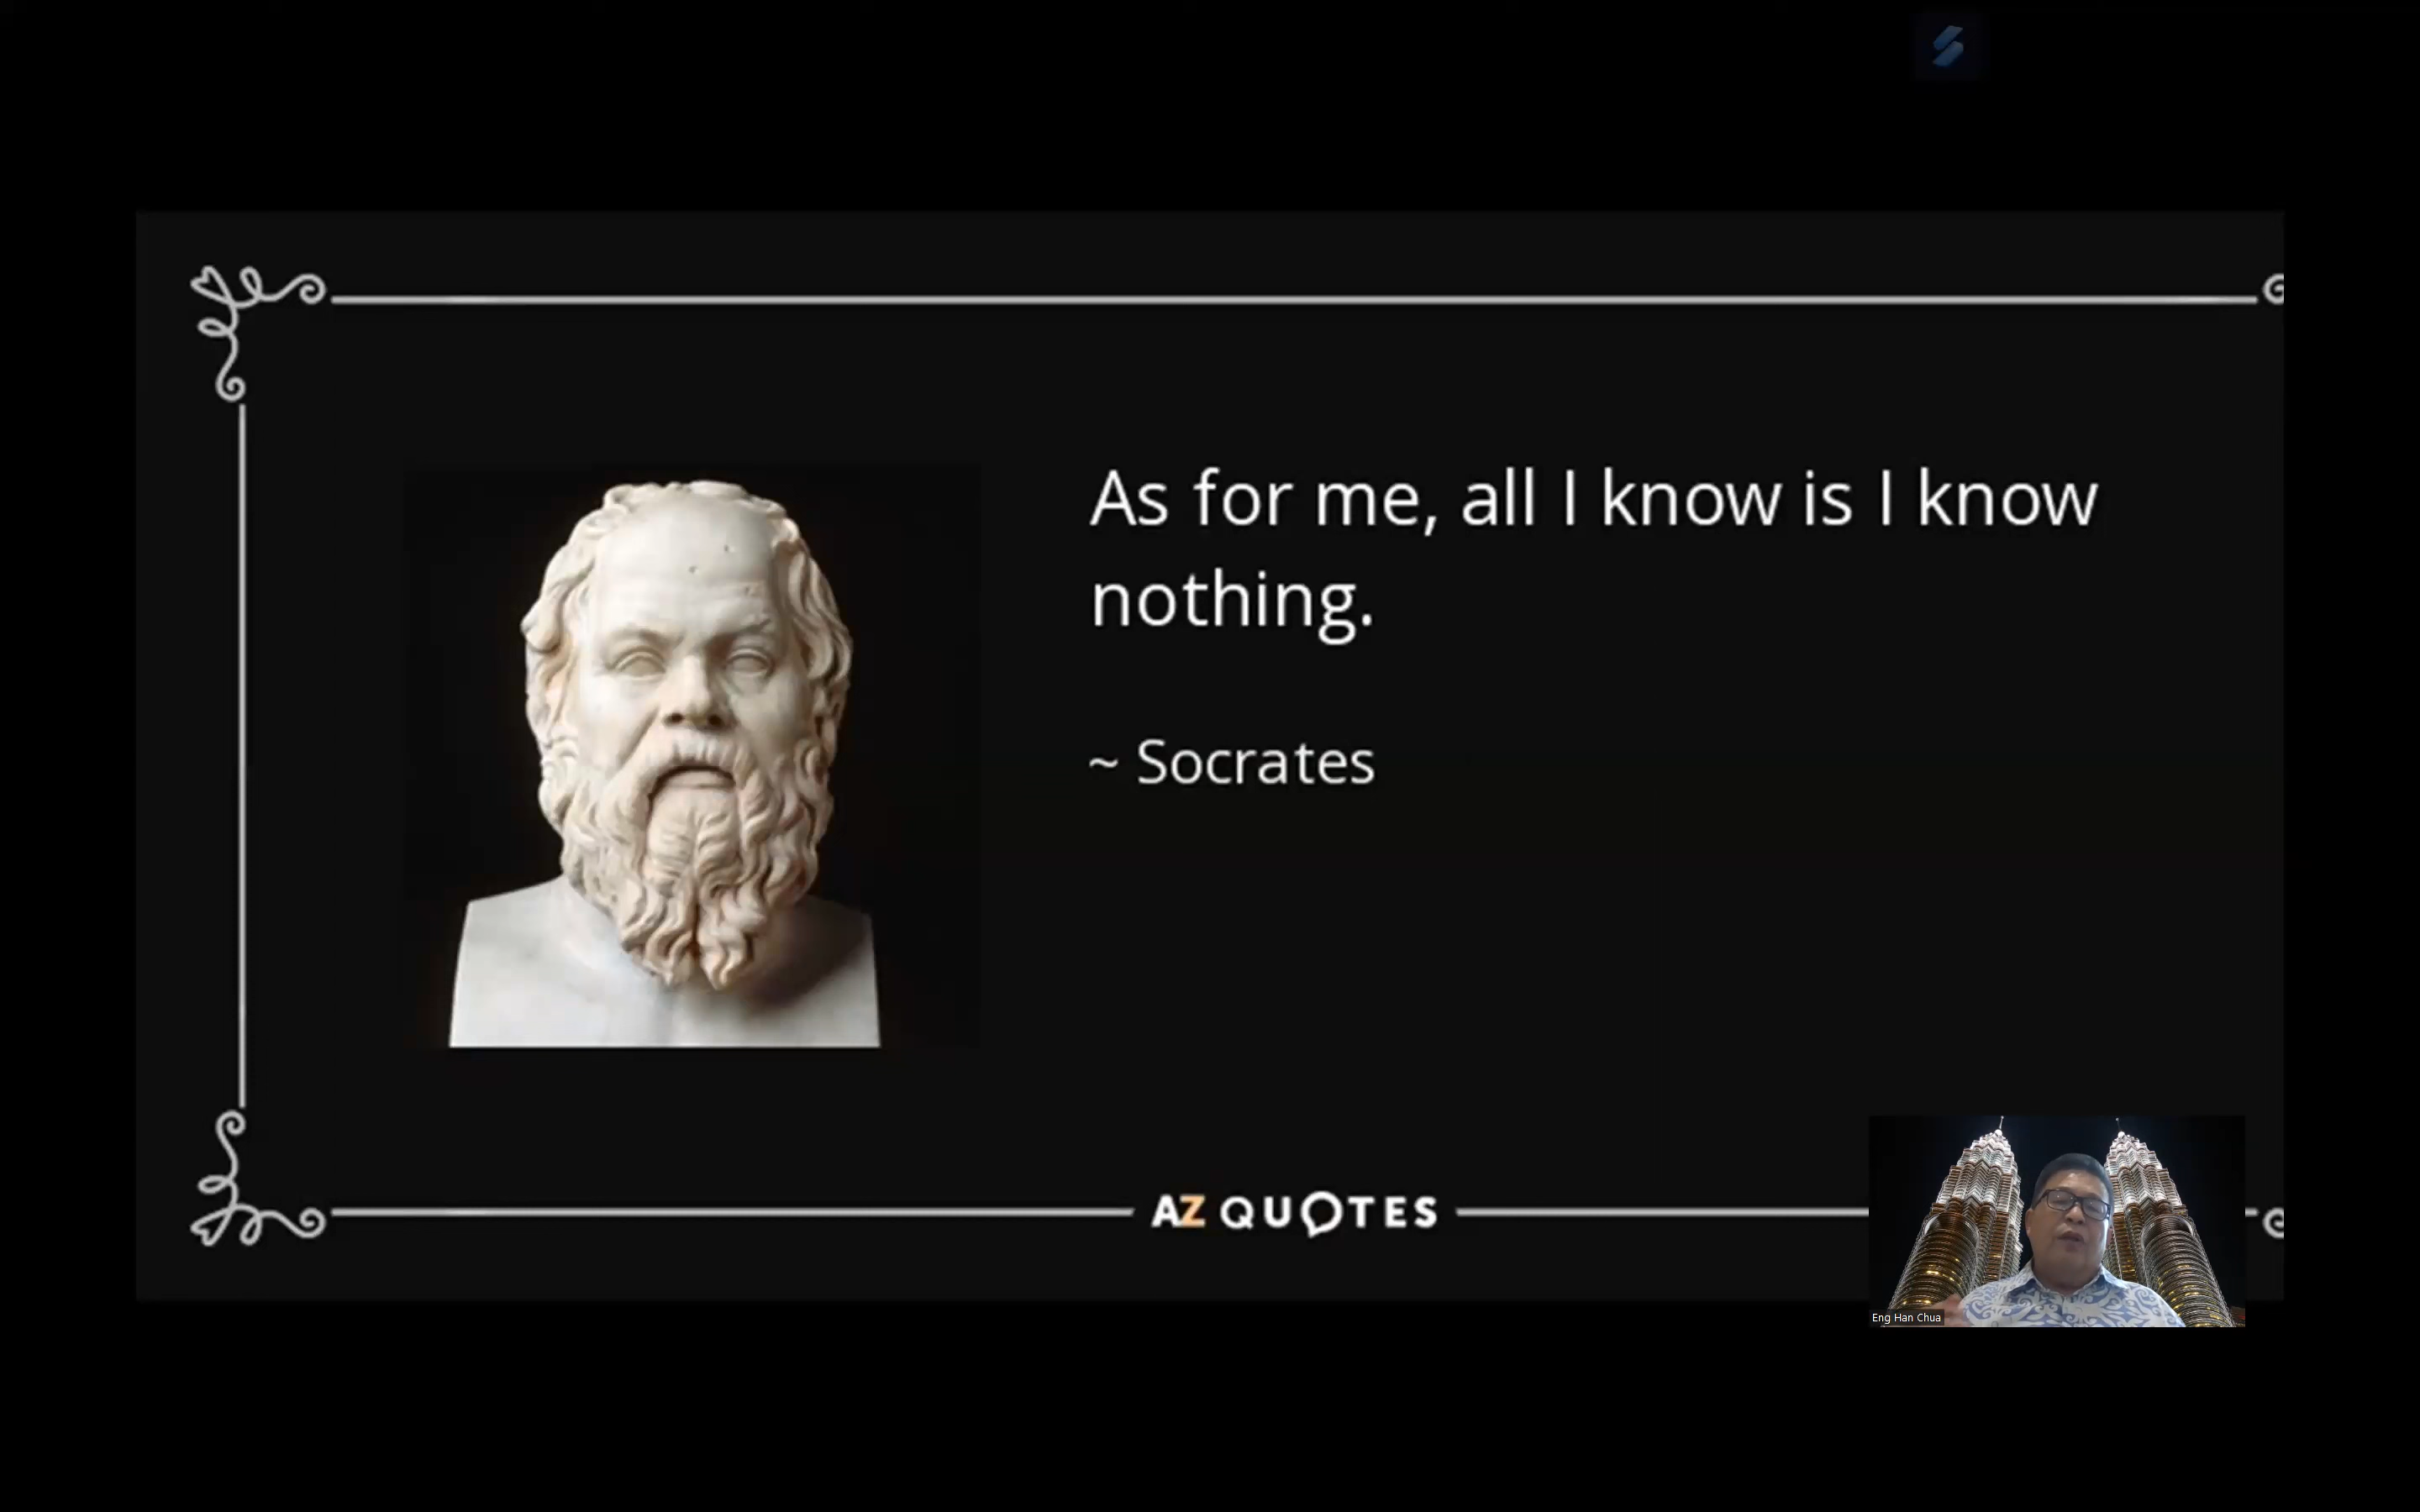 As for me, all I know is I know
nothing.
~ Socrates
AZ QUOTES
Eng Han Chua